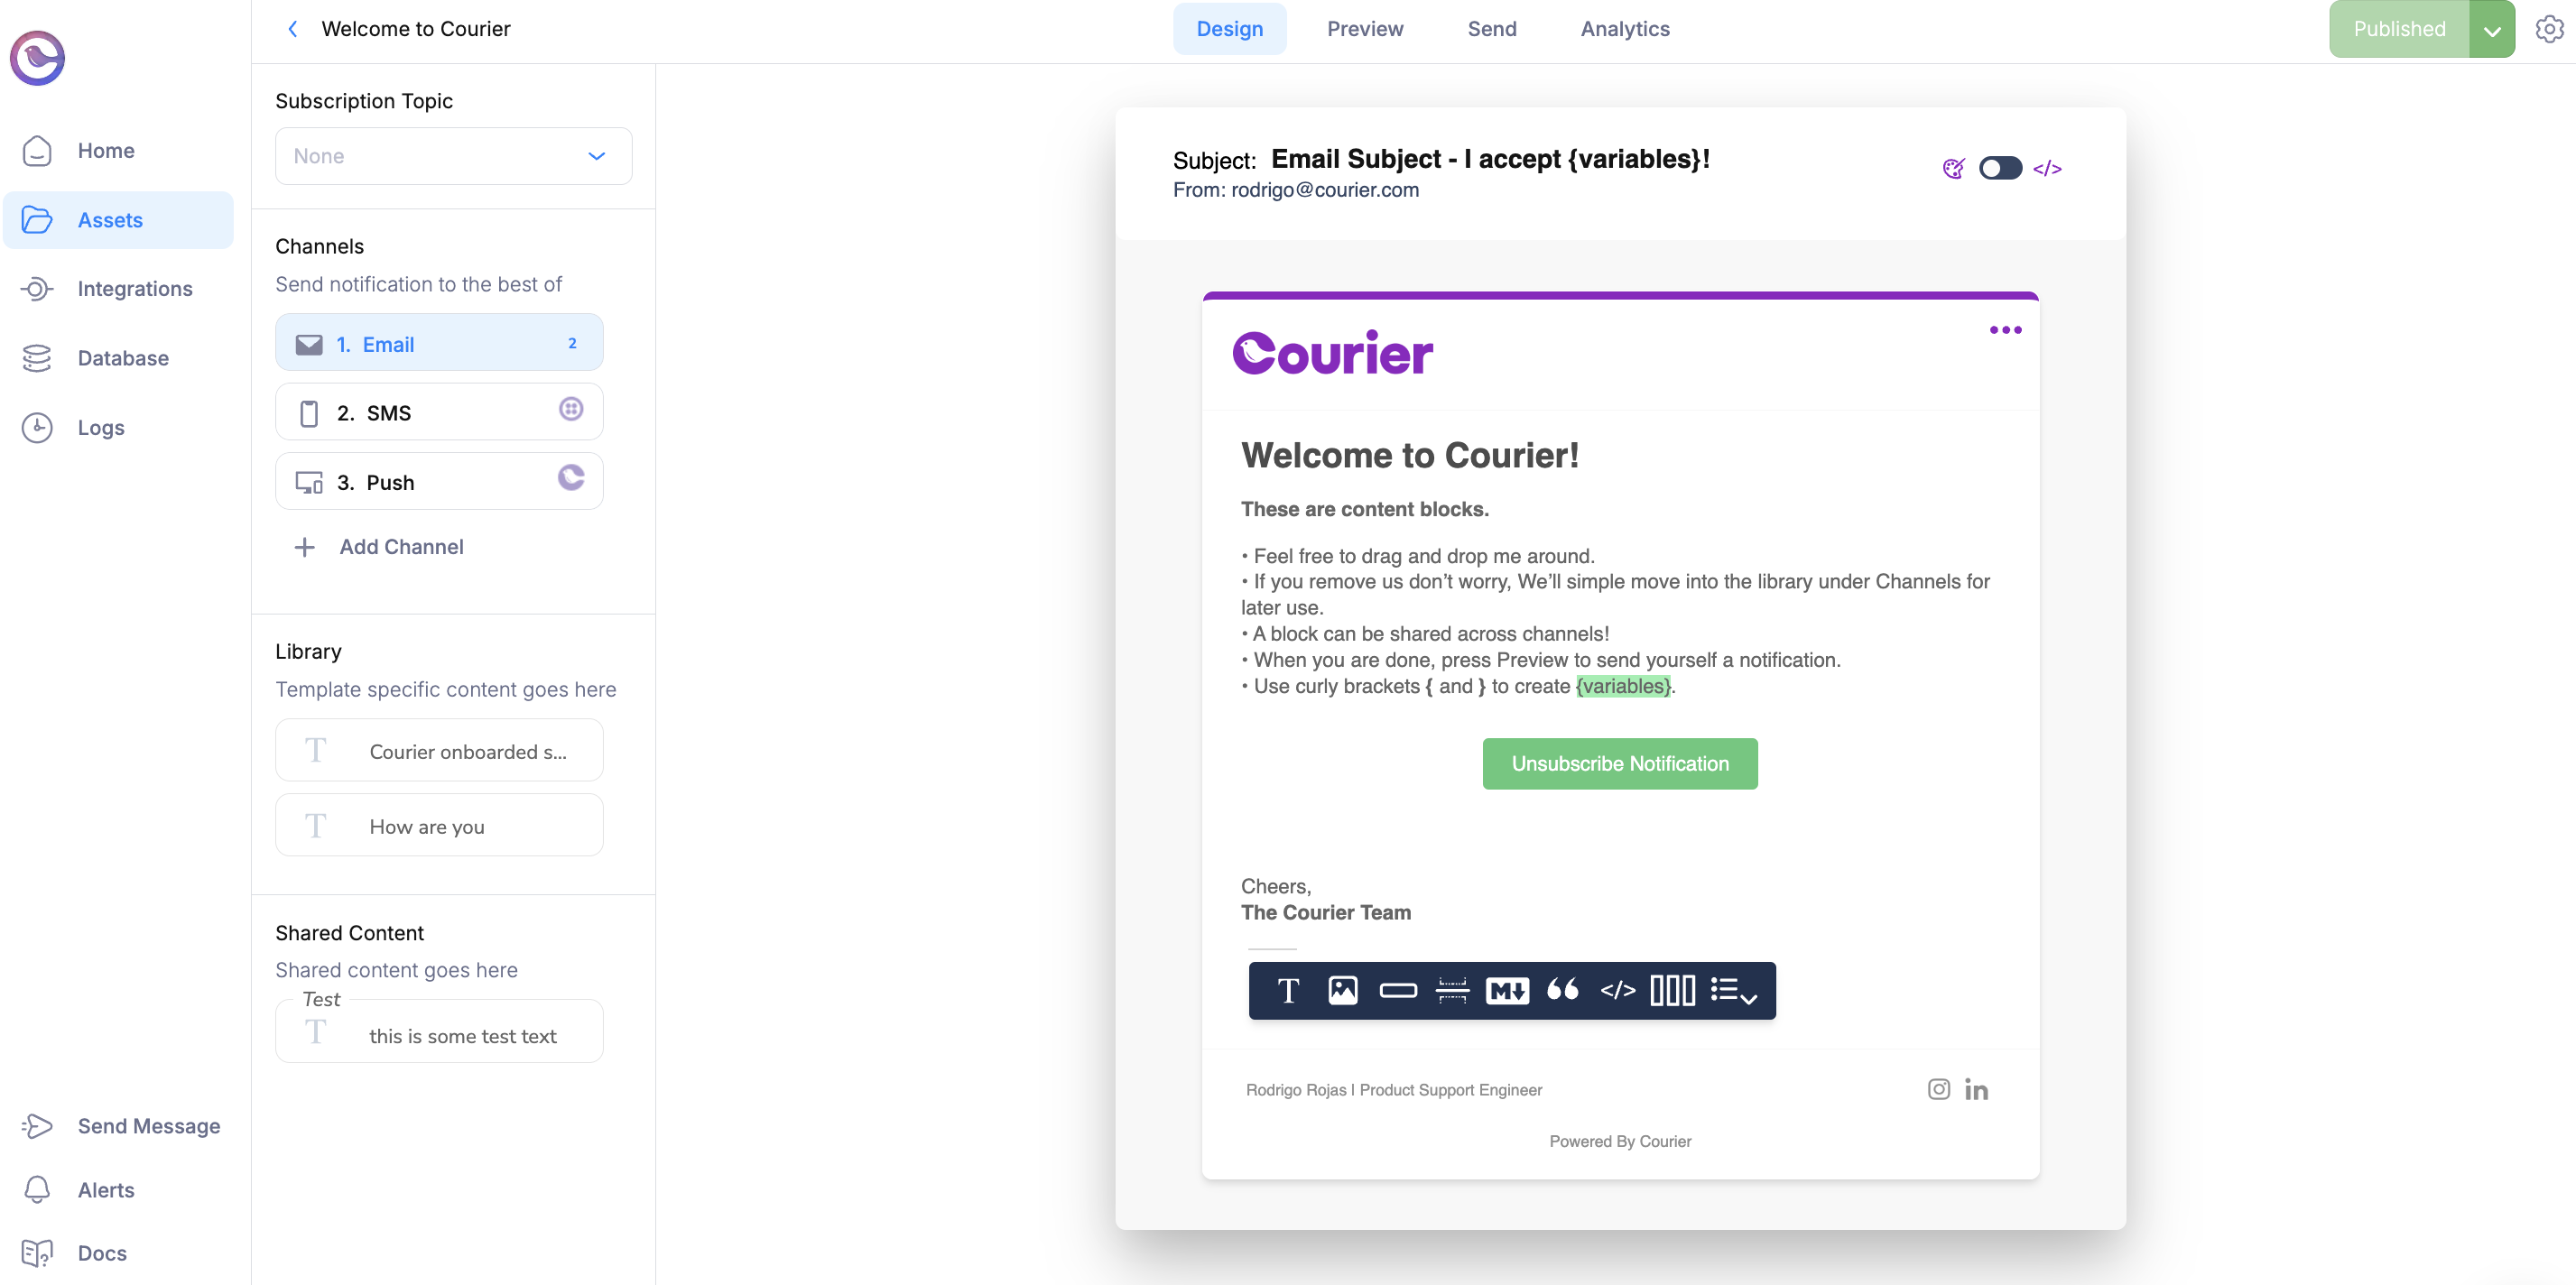 Welcome to Courier
Design
Preview
Send
Analytics
Published
Home
Assets
Integrations
Database
Logs
Send Message
Alerts
Docs
Subscription Topic
None
Channels
Send notification to the best of
1. Email 2
2. SMS
3. Push
Add Channel
Library
Template specific content goes here
T Courier onboarded s...
T How are you
Shared Content
Shared content goes here
Test
T this is some test text
Subject: Email Subject - I accept {variables}!
From: rodrigo@courier.com
</>
Courier
Welcome to Courier!
These are content blocks.
• Feel free to drag and drop me around.
• If you remove us don’t worry, We’ll simple move into the library under Channels for
later use.
• A block can be shared across channels!
• When you are done, press Preview to send yourself a notification.
• Use curly brackets { and } to create {variables}.
Unsubscribe Notification
Cheers,
The Courier Team
T M </>
Rodrigo Rojas | Product Support Engineer
in
Powered By Courier